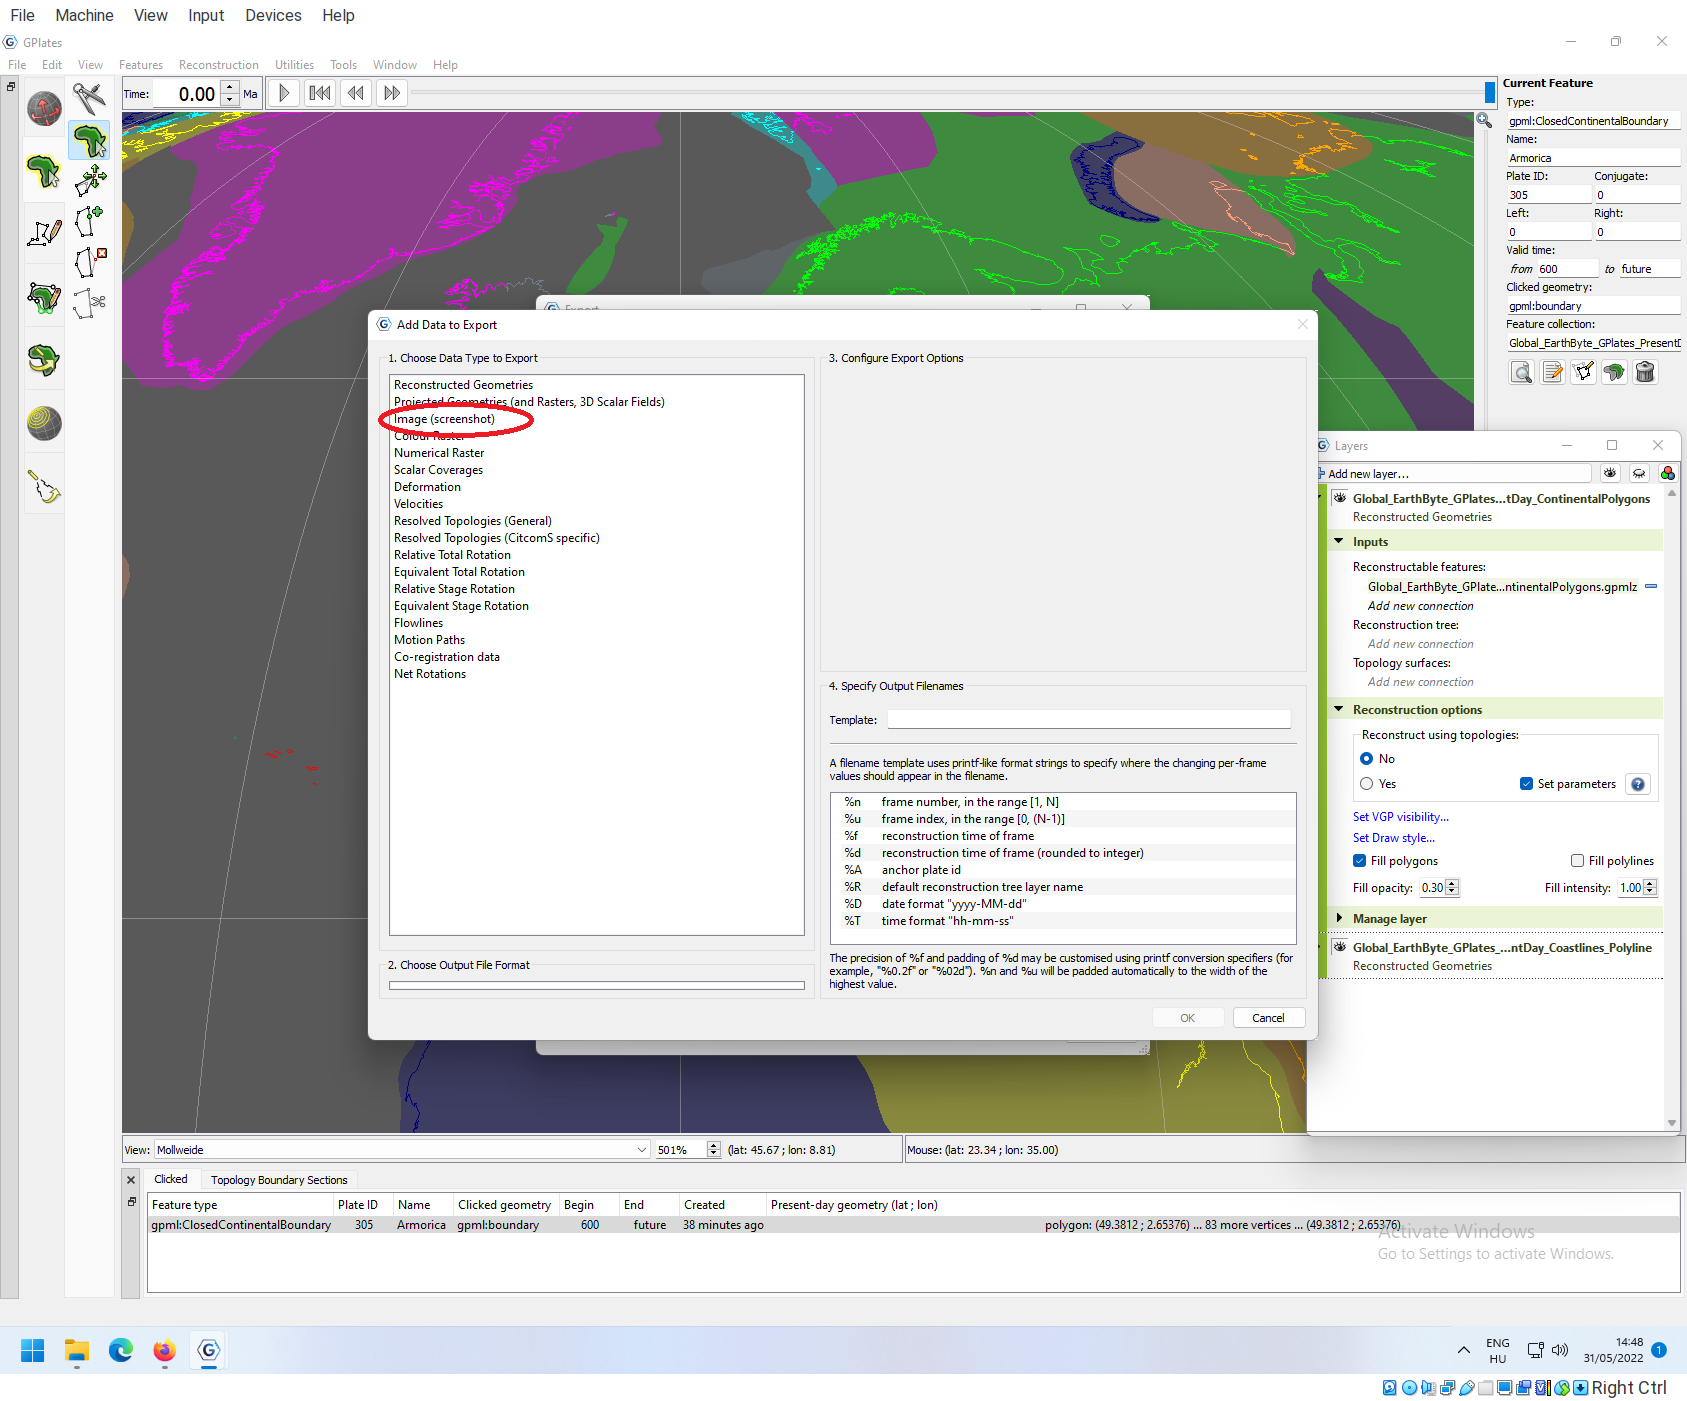 File Machine View Input Devices Help
GPlates
File Edit View Features Reconstruction Utilities Tools Window Help
Time: 0.00 Ma
Current Feature
Type:
gpml:ClosedContinentalBoundary
Name:
Armorica
Plate ID: Conjugate:
305 0
Left: Right:
0 0
Valid time:
from 600 to future
Clicked geometry:
gpml:boundary
Feature collection:
Global_EarthByte_GPlates_PresentD
Export
Add Data to Export
1. Choose Data Type to Export
Reconstructed Geometries
Projected Geometries (and Rasters, 3D Scalar Fields)
Image (screenshot)
Colour Raster
Numerical Raster
Scalar Coverages
Deformation
Velocities
Resolved Topologies (General)
Resolved Topologies (CitcomS specific)
Relative Total Rotation
Equivalent Total Rotation
Relative Stage Rotation
Equivalent Stage Rotation
Flowlines
Motion Paths
Co-registration data
Net Rotations
2. Choose Output File Format
3. Configure Export Options
4. Specify Output Filenames
Template:
A filename template uses printf-like format strings to specify where the changing per-frame
values should appear in the filename.
%n frame number, in the range [1, N]
%u frame index, in the range [0, (N-1)]
%f reconstruction time of frame
%d reconstruction time of frame (rounded to integer)
%A anchor plate id
%R default reconstruction tree layer name
%D date format "yyyy-MM-dd"
%T time format "hh-mm-ss"
The precision of %f and padding of %d may be customised using printf conversion specifiers (for
example, "%0.2f" or "%02d"). %n and %u will be padded automatically to the width of the
highest value.
OK Cancel
Layers
Add new layer...
Global_EarthByte_GPlates...tDay_ContinentalPolygons
Reconstructed Geometries
Inputs
Reconstructable features:
Global_EarthByte_GPlate...ntinentalPolygons.gpmlz
Add new connection
Reconstruction tree:
Add new connection
Topology surfaces:
Add new connection
Reconstruction options
Reconstruct using topologies:
No
Yes Set parameters
Set VGP visibility...
Set Draw style...
Fill polygons Fill polylines
Fill opacity: 0.30 Fill intensity: 1.00
Manage layer
Global_EarthByte_GPlates_...ntDay_Coastlines_Polyline
Reconstructed Geometries
View: Mollweide 501% (lat: 45.67 ; lon: 8.81) Mouse: (lat: 23.34 ; lon: 35.00)
Clicked Topology Boundary Sections
Feature type Plate ID Name Clicked geometry Begin End Created Present-day geometry (lat ; lon)
gpml:ClosedContinentalBoundary 305 Armorica gpml:boundary 600 future 38 minutes ago polygon: (49.3812 ; 2.65376) ... 83 more vertices ... (49.3812 ; 2.65376)
Activate Windows
Go to Settings to activate Windows.
ENG
HU
14:48
31/05/2022
1
Right Ctrl